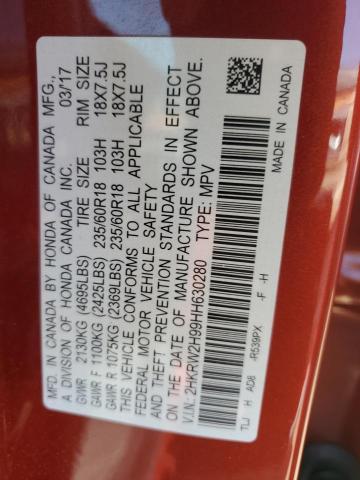 MFD. IN CANADA BY HONDA OF CANADA MFG.,
A DIVISION OF HONDA CANADA INC. 03/17
TIRE SIZE RIM SIZE
GVWR 2130KG (4695LBS)
GAWR F 1100KG (2425LBS) 235/60R18 103H 18X7.5J
GAWR R 1075KG (2369LBS) 235/60R18 103H 18X7.5J
THIS VEHICLE CONFORMS TO ALL APPLICABLE
FEDERAL MOTOR VEHICLE SAFETY
AND THEFT PREVENTION STANDARDS IN EFFECT
ON THE DATE OF MANUFACTURE SHOWN ABOVE.
V.I.N.: 2HKRW2H99HH630280 TYPE: MPV
TLJ H AD8 -R539PX -F -H MADE IN CANADA